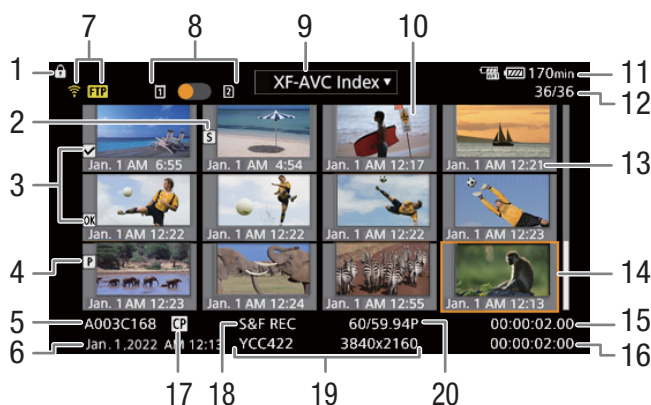 7 8 9 10
1 11
FTP 1 2 XF-AVC Index ▼ 170min
36/36 12
2 S
Jan. 1 AM 6:55 Jan. 1 AM 4:54 Jan. 1 AM 12:17 Jan. 1 AM 12:21 13
3
OK
Jan. 1 AM 12:22 Jan. 1 AM 12:22 Jan. 1 AM 12:22 Jan. 1 AM 12:23
4 P
Jan. 1 AM 12:23 Jan. 1 AM 12:24 Jan. 1 AM 12:55 Jan. 1 AM 12:13 14
5 A003C168 CP S&F REC 60/59.94P 00:00:02.00 15
6 Jan. 1,2022 AM 12:13 YCC422 3840x2160 00:00:02:00 16
17 18 19 20